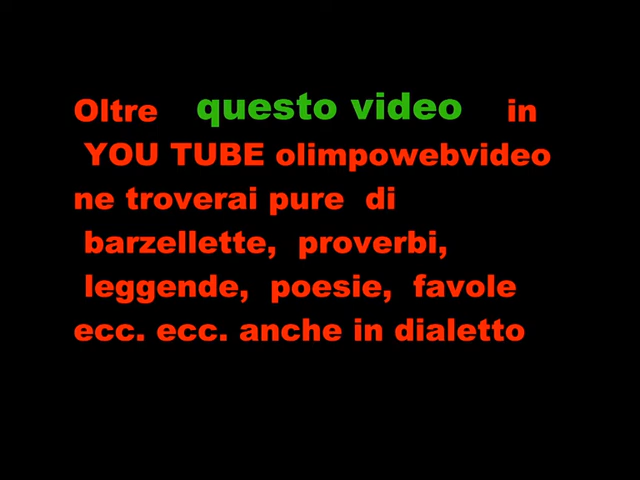 Oltre questo video in
YOU TUBE olimpowebvideo
ne troverai pure di
barzellette, proverbi,
leggende, poesie, favole
ecc. ecc. anche in dialetto